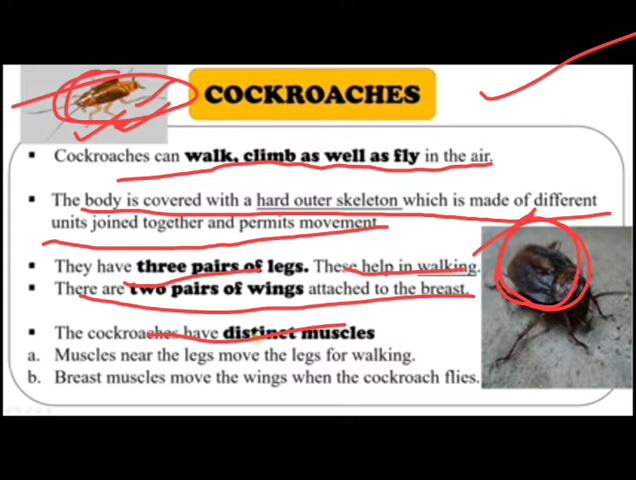 COCKROACHES
▪ Cockroaches can walk, climb as well as fly in the air.
▪ The body is covered with a hard outer skeleton which is made of different
units joined together and permits movement
▪ They have three pairs of legs. These help in walking.
▪ There are two pairs of wings attached to the breast.
▪ The cockroaches have distinct muscles
a. Muscles near the legs move the legs for walking.
b. Breast muscles move the wings when the cockroach flies.